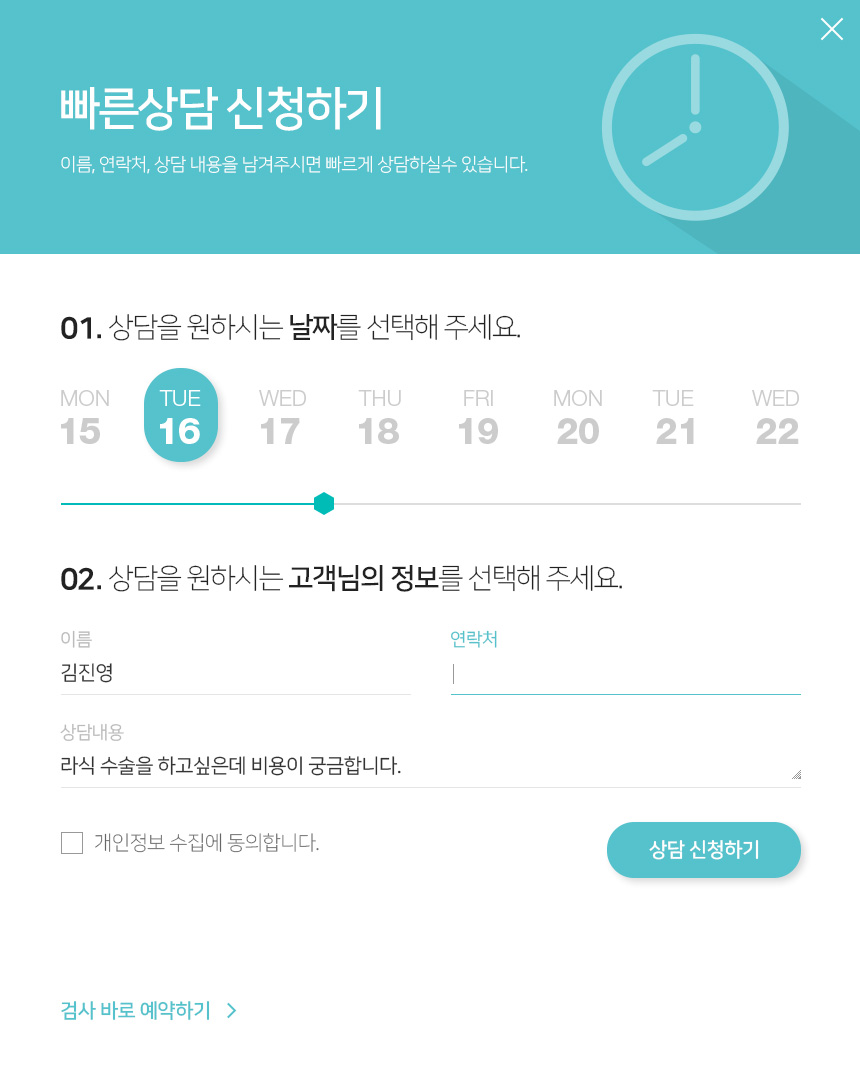 빠른상담 신청하기
이름, 연락처, 상담 내용을 남겨주시면 빠르게 상담하실수 있습니다.
01. 상담을 원하시는 날짜를 선택해 주세요.
MON TUE WED THU FRI MON TUE WED
15 16 17 18 19 20 21 22
02. 상담을 원하시는 고객님의 정보를 선택해 주세요.
이름 연락처
김진영
상담내용
라식 수술을 하고싶은데 비용이 궁금합니다.
개인정보 수집에 동의합니다. 상담 신청하기
검사 바로 예약하기